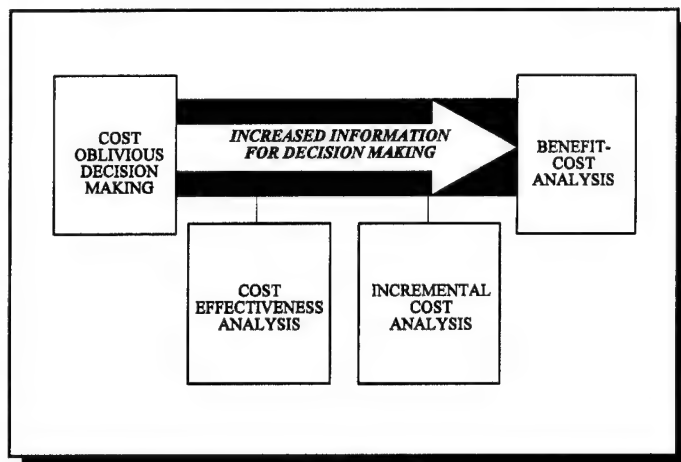 COST
OBLIVIOUS
DECISION
MAKING
INCREASED INFORMATION
FOR DECISION MAKING
BENEFIT-
COST
ANALYSIS
COST
EFFECTIVENESS
ANALYSIS
INCREMENTAL
COST
ANALYSIS